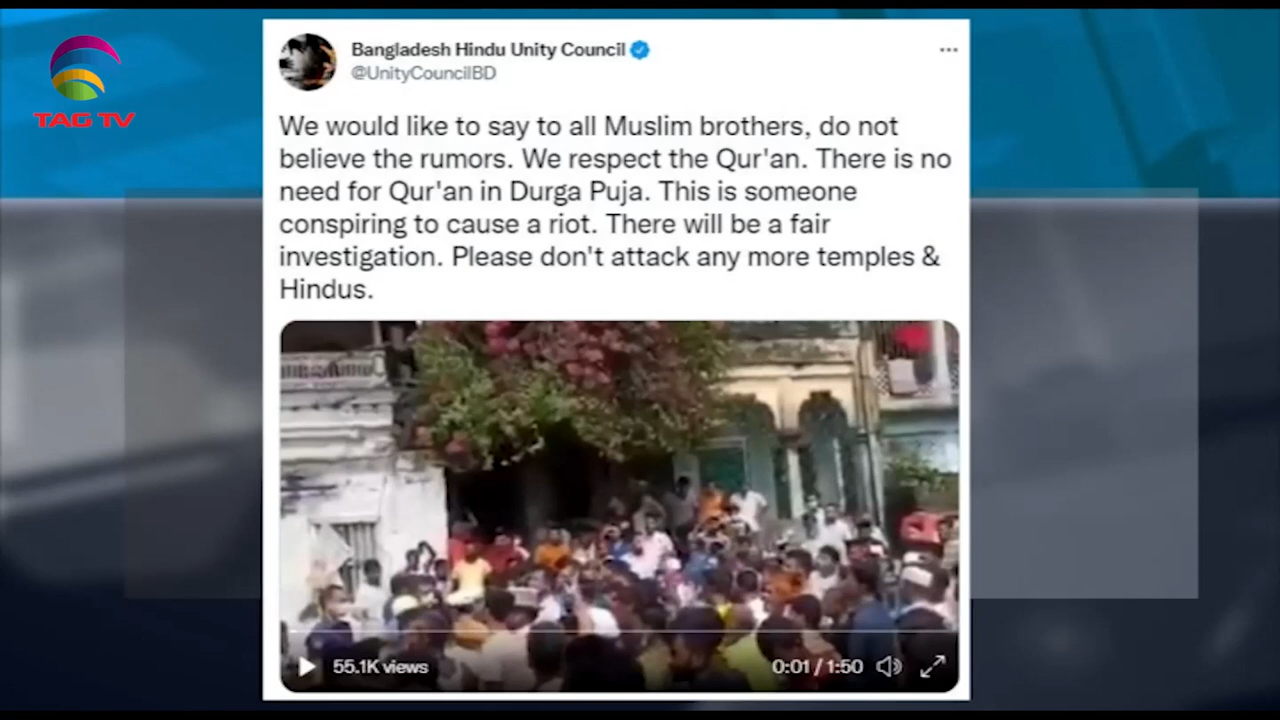 TAG TV
Bangladesh Hindu Unity Council
@UnityCouncilBD
We would like to say to all Muslim brothers, do not
believe the rumors. We respect the Qur'an. There is no
need for Qur'an in Durga Puja. This is someone
conspiring to cause a riot. There will be a fair
investigation. Please don't attack any more temples &
Hindus.
55.1K views
0:01 / 1:50